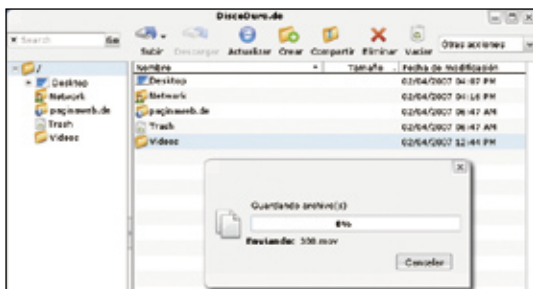 DiscoDuro.de
Search Go
Subir Descargar Actualizar Crear Compartir Eliminar Vaciar Otras acciones
/
Desktop
Network
paginaweb.de
Trash
Videos
Nombre Tamaño Fecha de modificación
Desktop 02/04/2007 04:07 PM
Network 02/04/2007 04:16 PM
paginaweb.de 02/04/2007 06:47 AM
Trash 02/04/2007 06:47 AM
Videos 02/04/2007 12:44 PM
Guardando archivo(s)
0%
Enviando: 300.mov
Cancelar